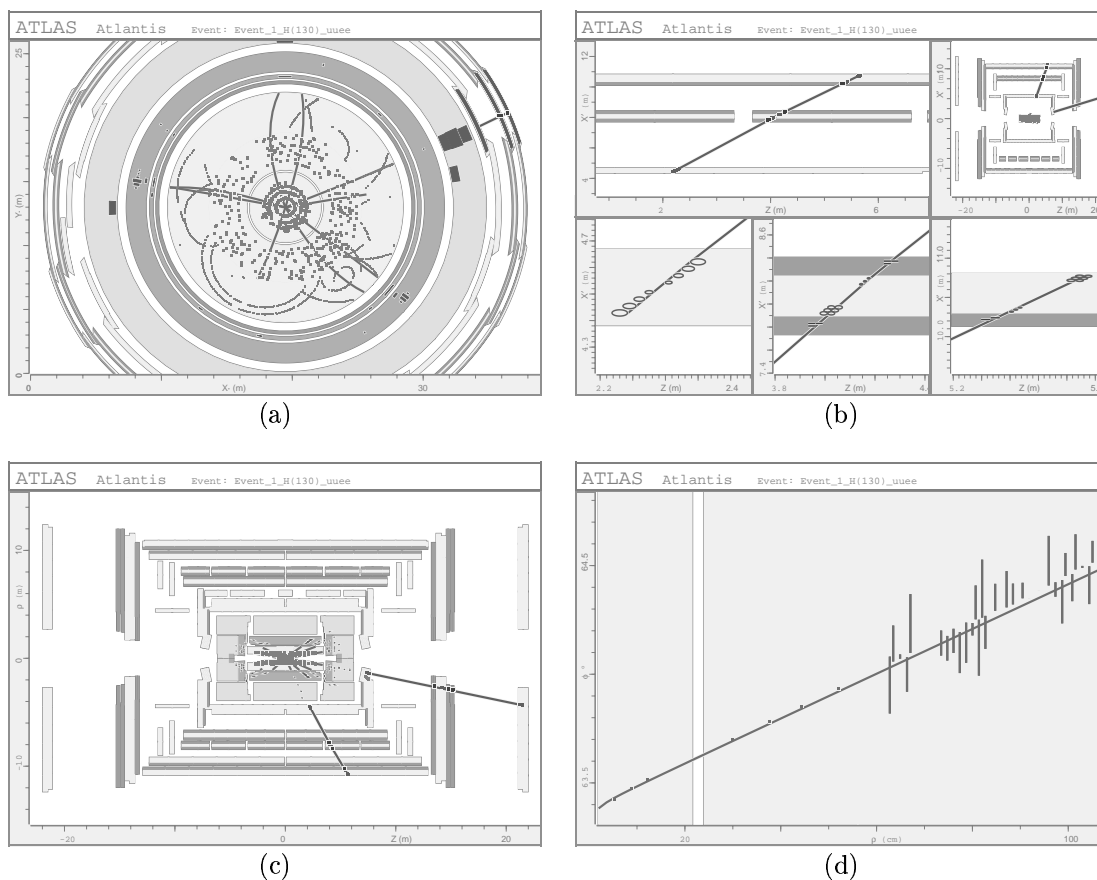 ATLAS Atlantis Event: Event_1_H(130)_uuee
25
Y- (m)
0
0 X- (m) 30
(a)
ATLAS Atlantis Event: Event_1_H(130)_uuee
12
X' (m)
4
2 Z (m) 6
10
X' (m)
0
-10
-20 0 Z (m) 20
4.7
X' (m)
4.3
2.2 Z (m) 2.4
8.6
X' (m)
7.4
3.8 Z (m) 4.
11.0
X' (m)
10.0
5.2 Z (m) 5.
(b)
ATLAS Atlantis Event: Event_1_H(130)_uuee
10
ρ (m)
0
-10
-20 0 Z (m) 20
(c)
ATLAS Atlantis Event: Event_1_H(130)_uuee
64.5
ϕ°
63.5
20 ρ (cm) 100
(d)